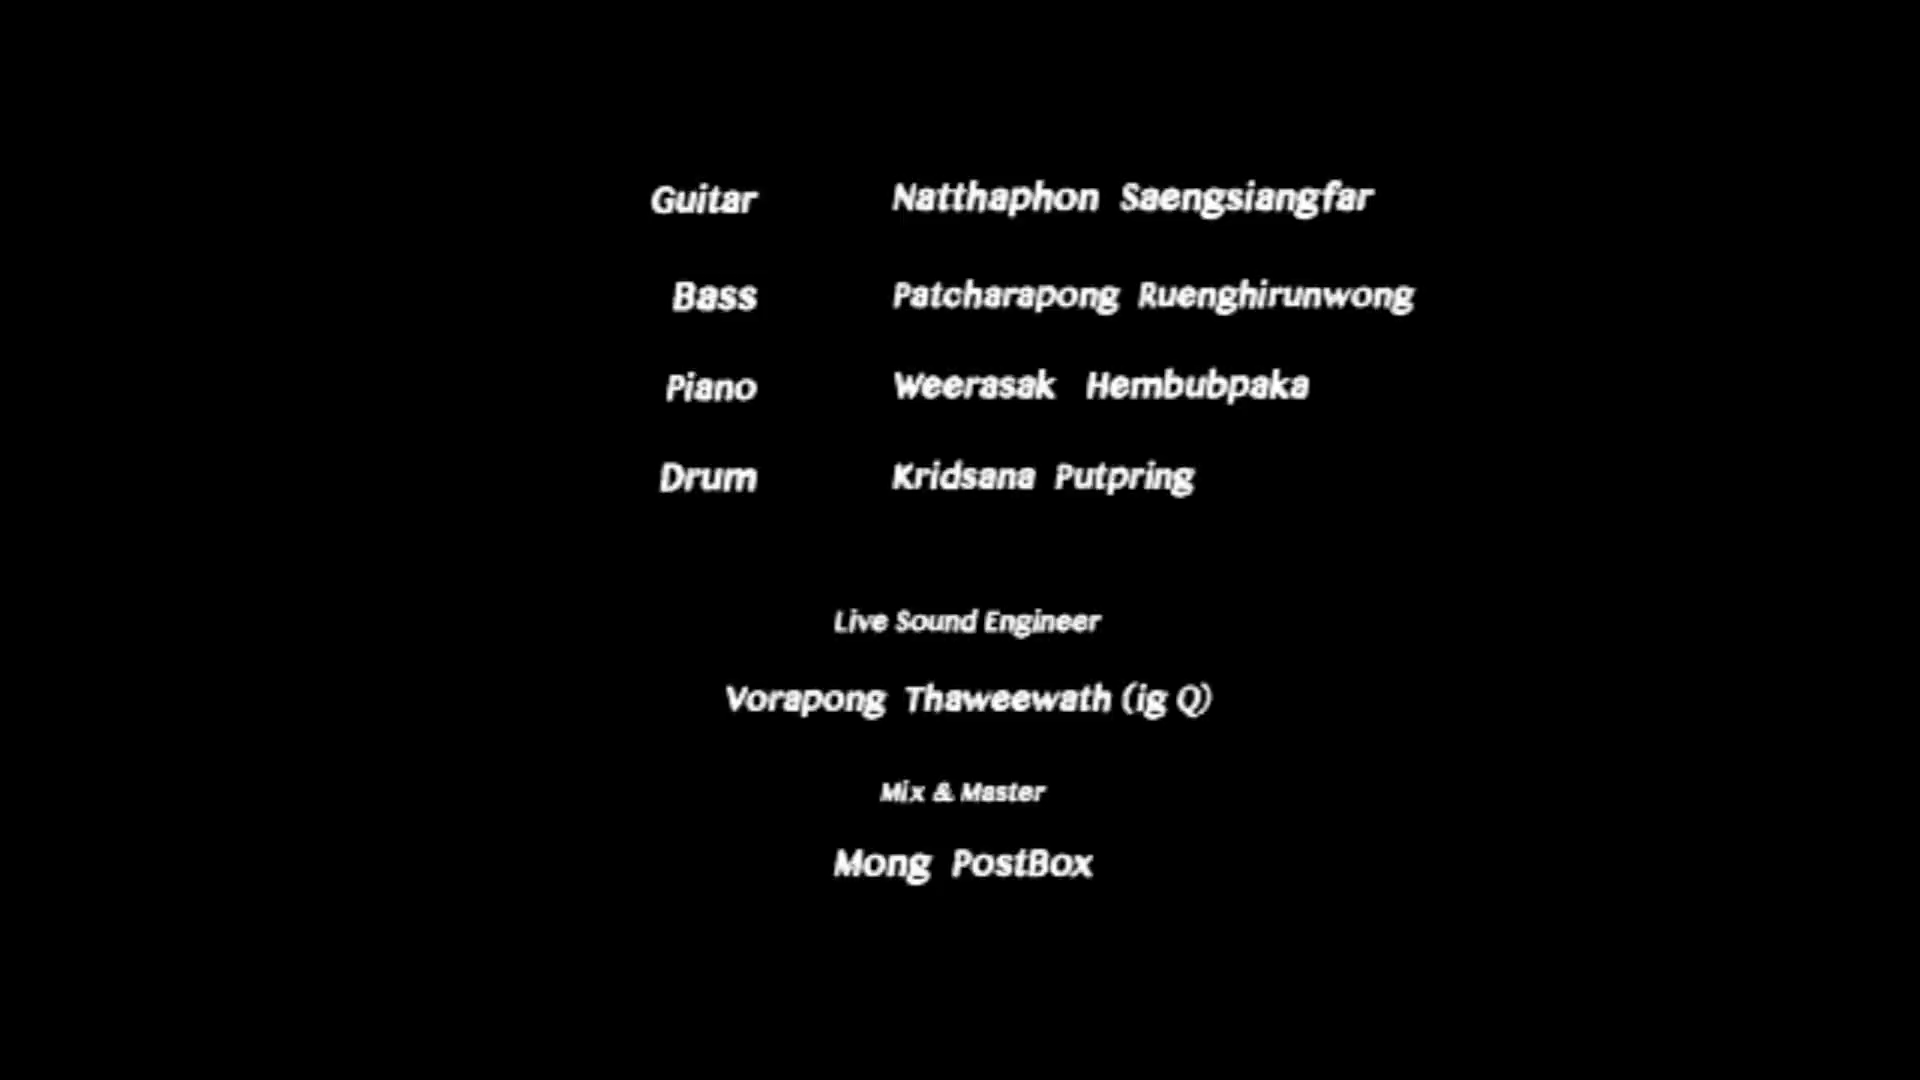 Guitar Natthaphon Saengsiangfar
Bass Patcharapong Ruenghirunwong
Piano Weerasak Hembubpaka
Drum Kridsana Putpring
Live Sound Engineer
Vorapong Thaweewath (ig Q)
Mix & Master
Mong PostBox